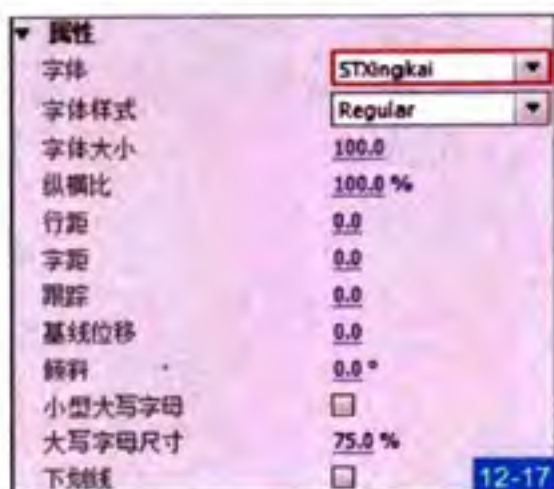 属性
字体 STXingkai
字体样式 Regular
字体大小 100.0
纵横比 100.0 %
行距 0.0
字距 0.0
跟踪 0.0
基线位移 0.0
倾斜 0.0 °
小型大写字母
大写字母尺寸 75.0 %
下划线
12-17